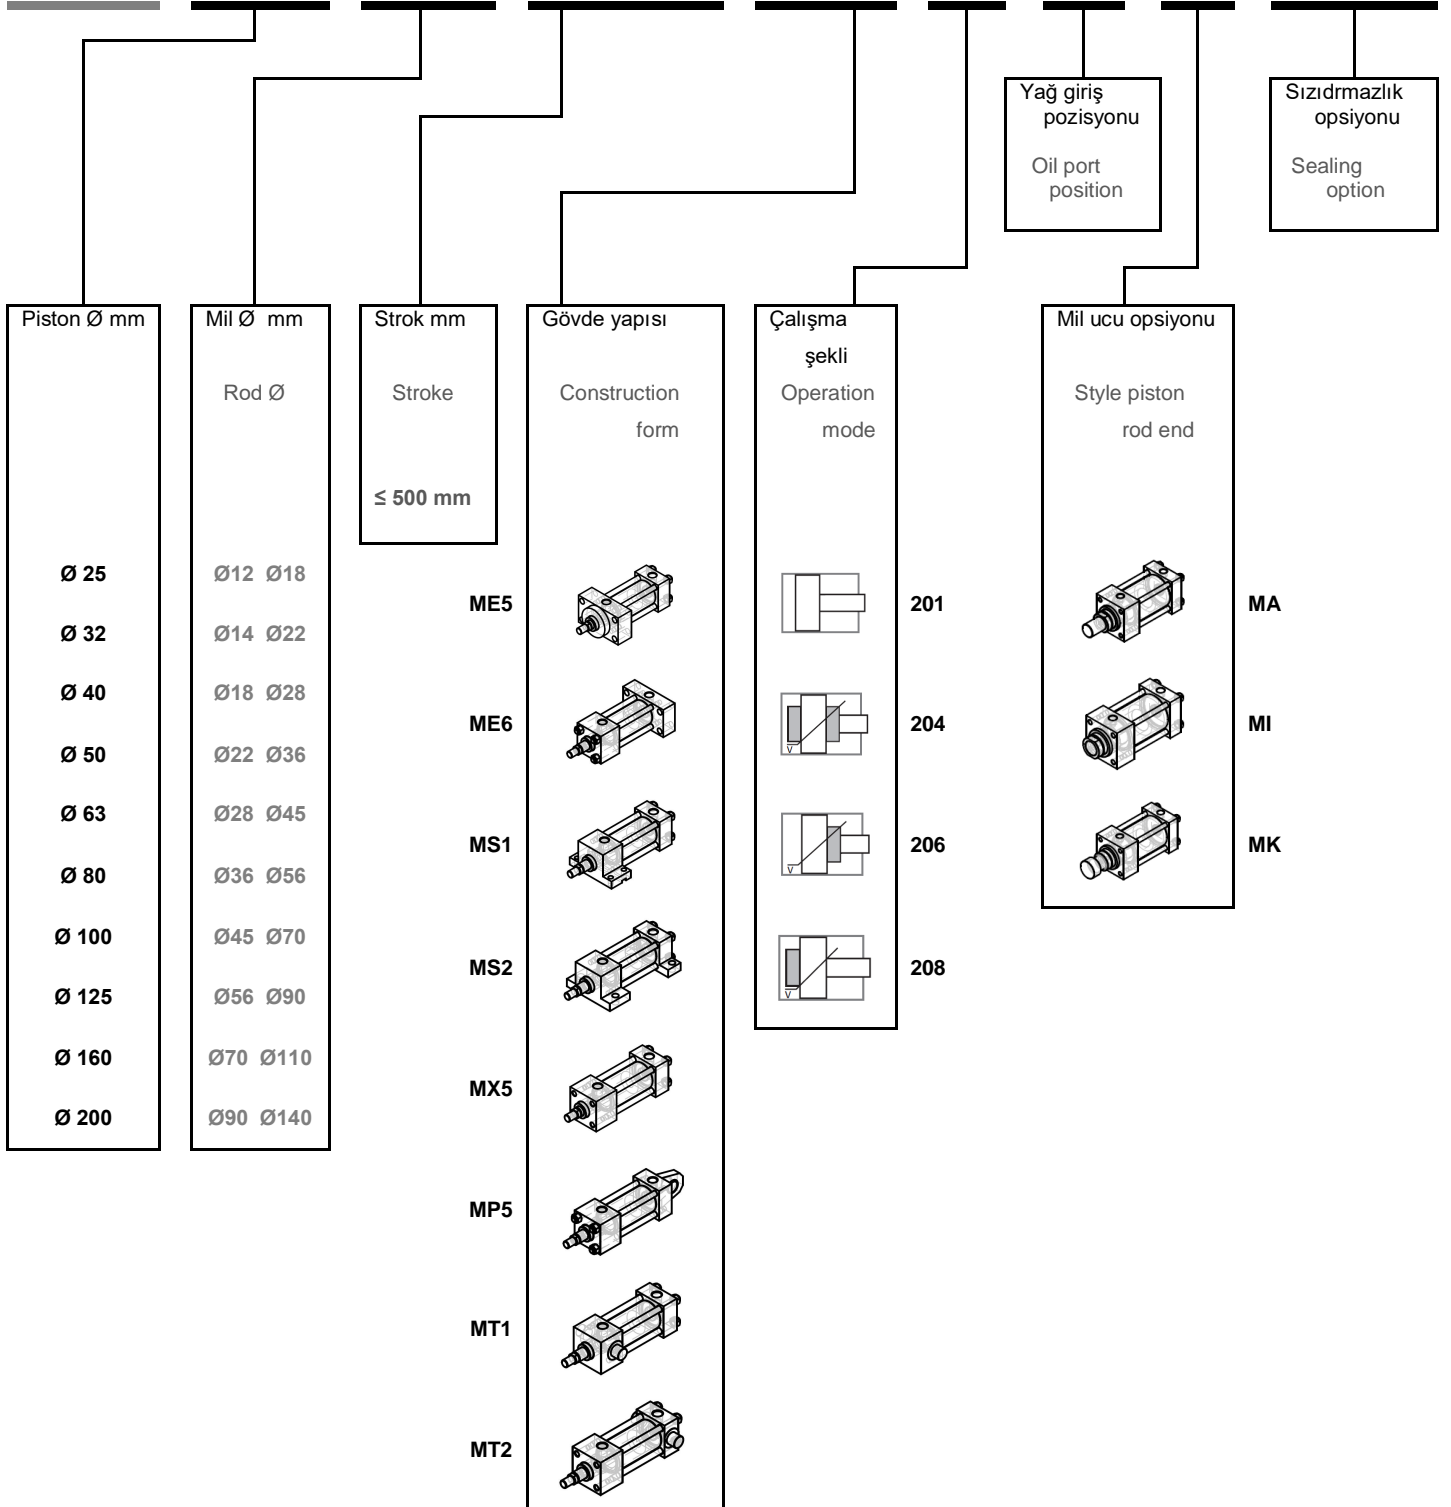 Yağ giriş
pozisyonu
Oil port
position
Sızıdrmazlık
opsiyonu
Sealing
option
Piston Ø mm
Ø 25
Ø 32
Ø 40
Ø 50
Ø 63
Ø 80
Ø 100
Ø 125
Ø 160
Ø 200
Mil Ø mm
Rod Ø
Ø12 Ø18
Ø14 Ø22
Ø18 Ø28
Ø22 Ø36
Ø28 Ø45
Ø36 Ø56
Ø45 Ø70
Ø56 Ø90
Ø70 Ø110
Ø90 Ø140
Strok mm
Stroke
≤ 500 mm
Gövde yapısı
Construction
form
ME5
ME6
MS1
MS2
MX5
MP5
MT1
MT2
Çalışma
şekli
Operation
mode
201
V
204
V
206
V
208
Mil ucu opsiyonu
Style piston
rod end
MA
MI
MK